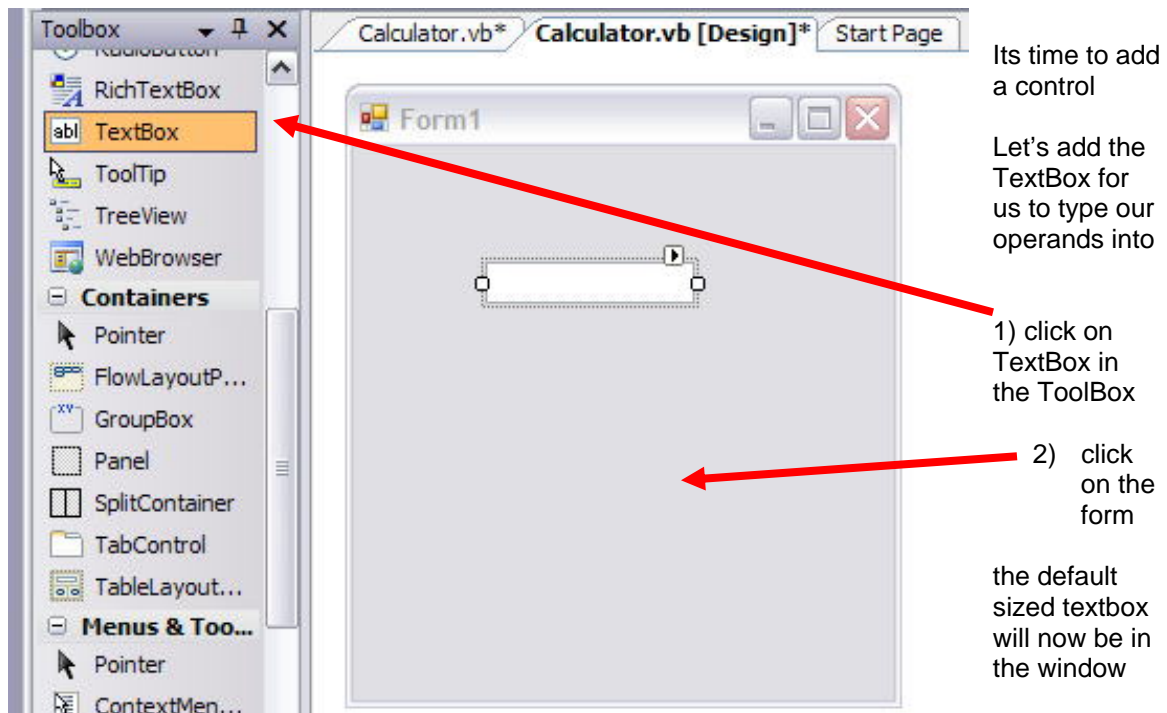 Toolbox
RadioButton
RichTextBox
abl TextBox
ToolTip
TreeView
WebBrowser
Containers
Pointer
FlowLayoutP...
XY
GroupBox
Panel
SplitContainer
TabControl
TableLayout...
Menus & Too...
Pointer
ContextMen...
Calculator.vb* Calculator.vb [Design]* Start Page
Form1
Its time to add
a control
Let's add the
TextBox for
us to type our
operands into
1) click on
TextBox in
the ToolBox
2) click
on the
form
the default
sized textbox
will now be in
the window